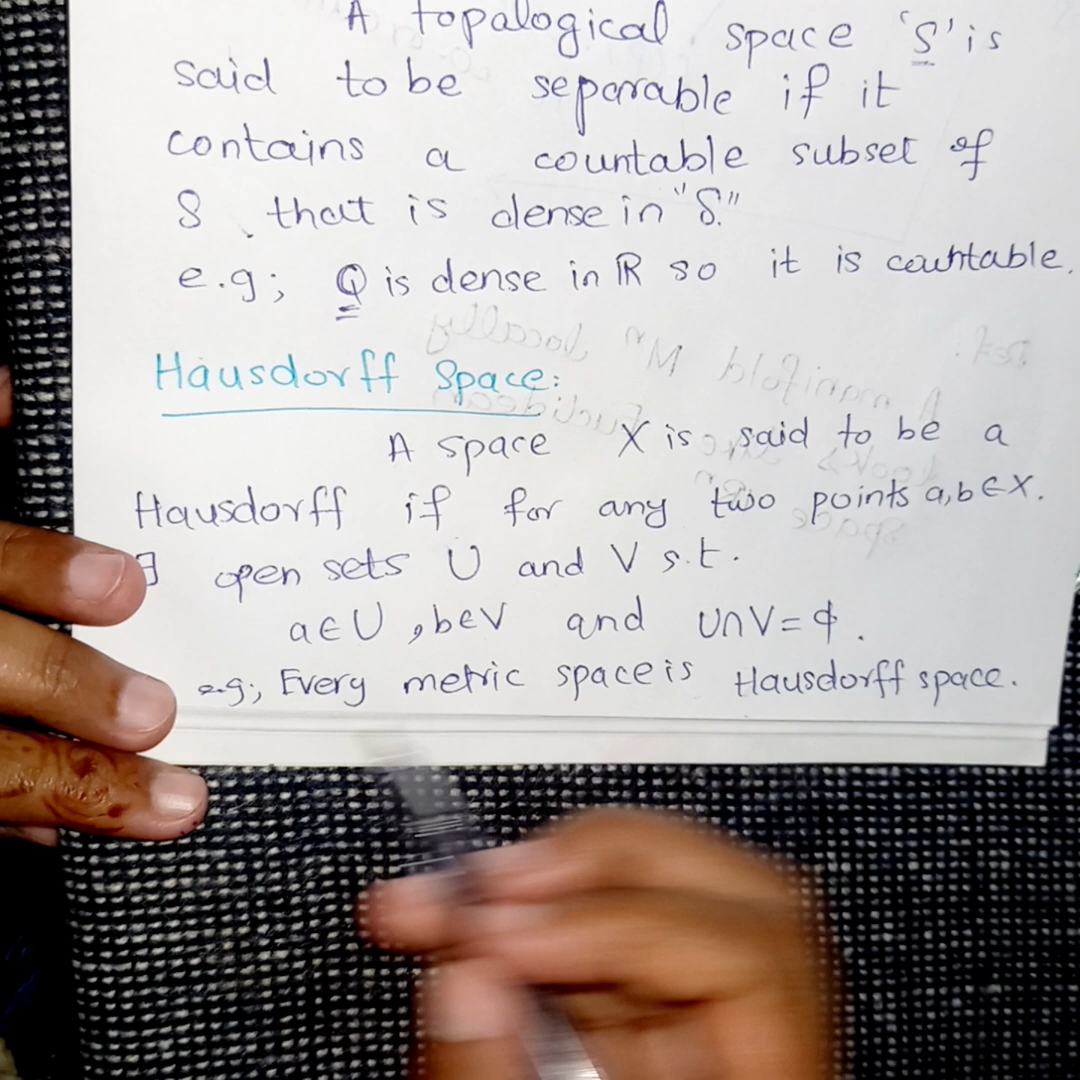 A topalogical space 'S' is
said to be separable if it
contains a countable subset of
S that is dense in "S."
e.g; Q is dense in ℝ so it is countable.
Hausdorff Space:
A space X is said to be a
Hausdorff if for any two points a,b∈X.
∃ open sets U and V s.t.
a∈U, b∈V and U∩V=ϕ.
e.g; Every metric space is Hausdorff space.